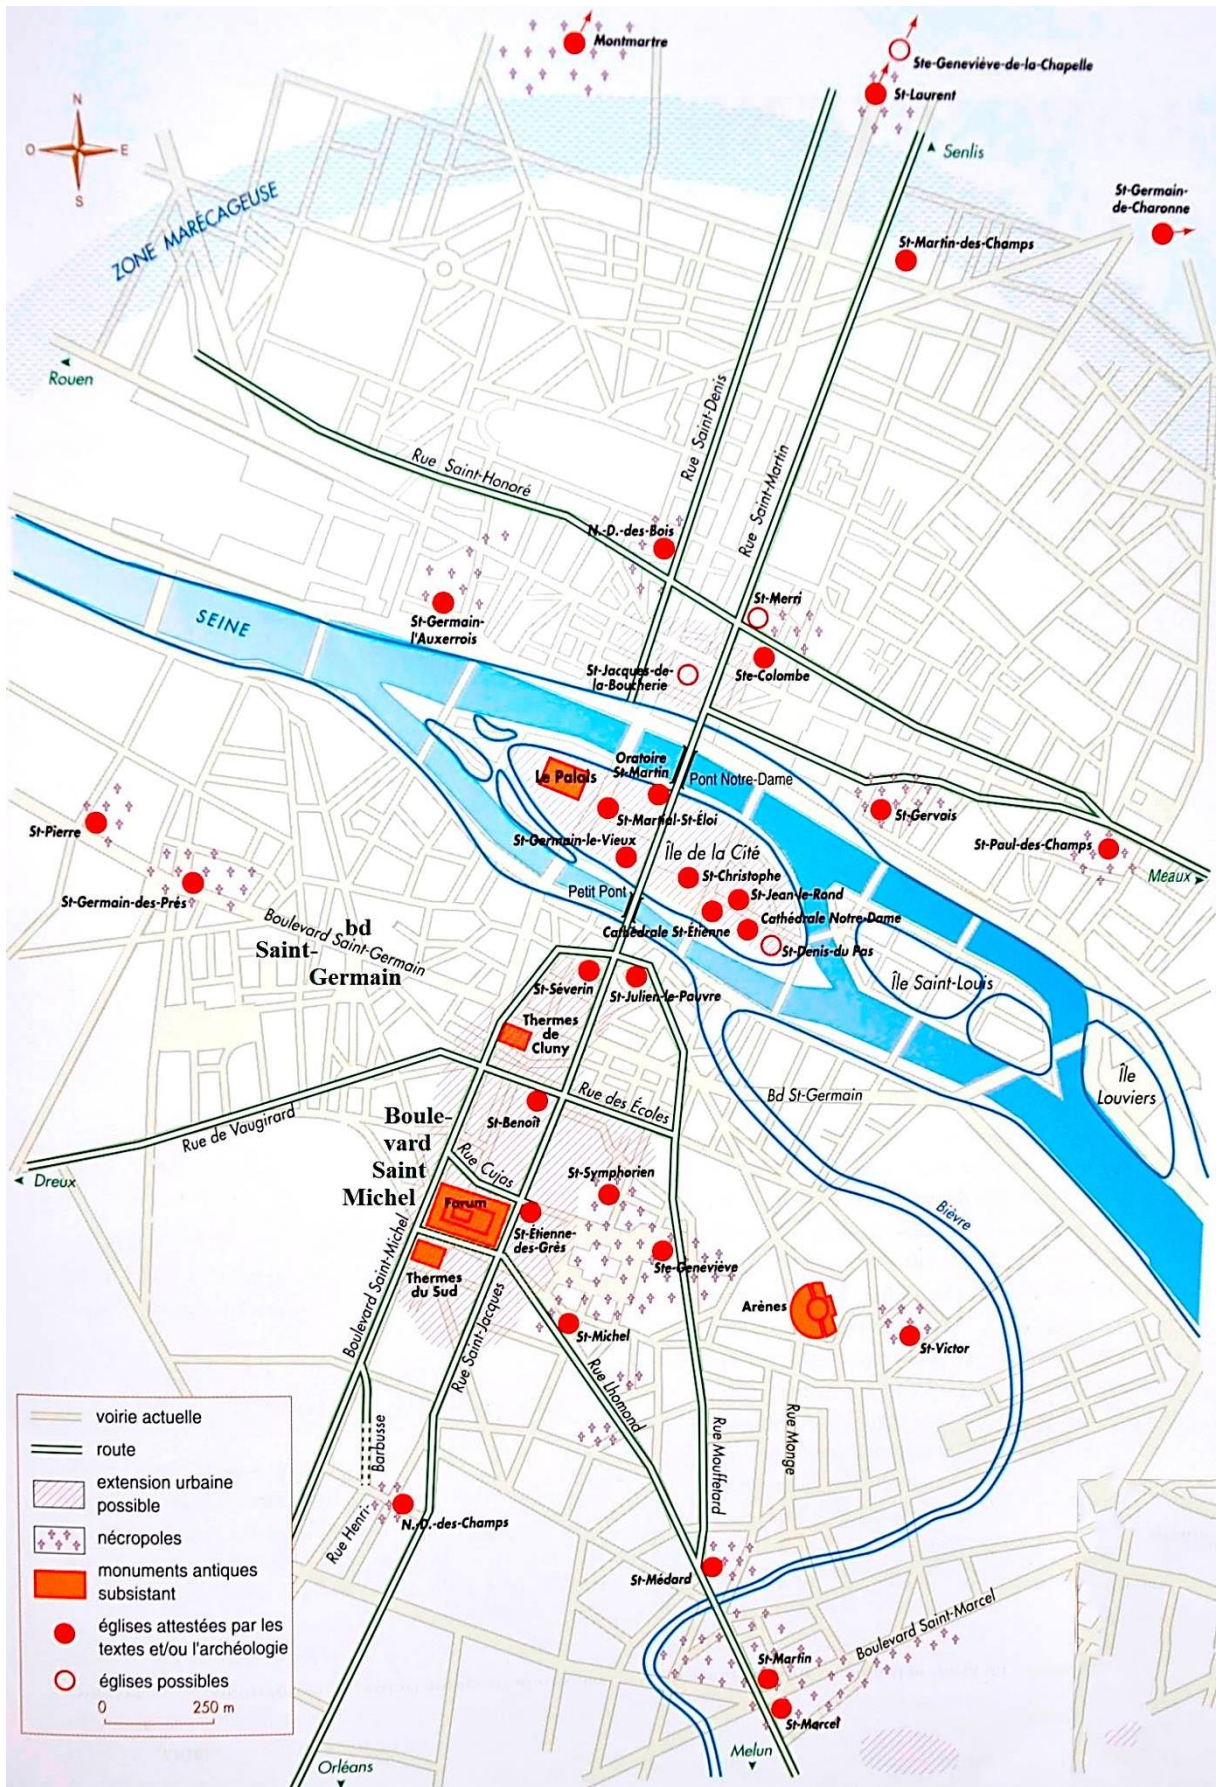 Montmartre
Ste-Geneviève-de-la-Chapelle
St-Laurent
N
O
E
S
Senlis
St-Germain-
de-Charonne
ZONE MARÉCAGEUSE
St-Martin-des-Champs
Rouen
Rue Saint-Denis
Rue Saint-Honoré
Rue Saint-Martin
N.-D.-des-Bois
St-Merri
SEINE
St-Germain-
l'Auxerrois
St-Jacques-de-
la-Boucherie
Ste-Colombe
Oratoire
St-Martin
Pont Notre-Dame
Le Palais
St-Martial-St-Éloi
St-Gervais
St-Pierre
St-Germain-le-Vieux
Île de la Cité
St-Paul-des-Champs
Meaux
St-Christophe
Petit Pont
St-Jean-le-Rond
St-Germain-des-Prés
Cathédrale Notre-Dame
Cathédrale St-Étienne
St-Denis-du Pas
Boulevard Saint-Germain
bd
Saint-
Germain
St-Séverin
St-Julien-le-Pauvre
Île Saint-Louis
Thermes
de
Cluny
Île
Louviers
Rue des Écoles
Bd St-Germain
Rue de Vaugirard
St-Benoît
Boule-
vard
Saint
Michel
Rue Cujas
St-Symphorien
Dreux
Forum
St-Étienne-
des-Grès
Bièvre
Ste-Geneviève
Thermes
du Sud
Boulevard Saint-Michel
Arènes
St-Michel
St-Victor
Rue Saint-Jacques
Rue Lhomond
Rue Mouffetard
Rue Monge
Rue Henri-
Barbusse
N.-D.-des-Champs
St-Médard
Boulevard Saint-Marcel
St-Martin
St-Marcel
Melun
Orléans
voirie actuelle
route
extension urbaine
possible
nécropoles
monuments antiques
subsistant
églises attestées par les
textes et/ou l'archéologie
églises possibles
0
250 m